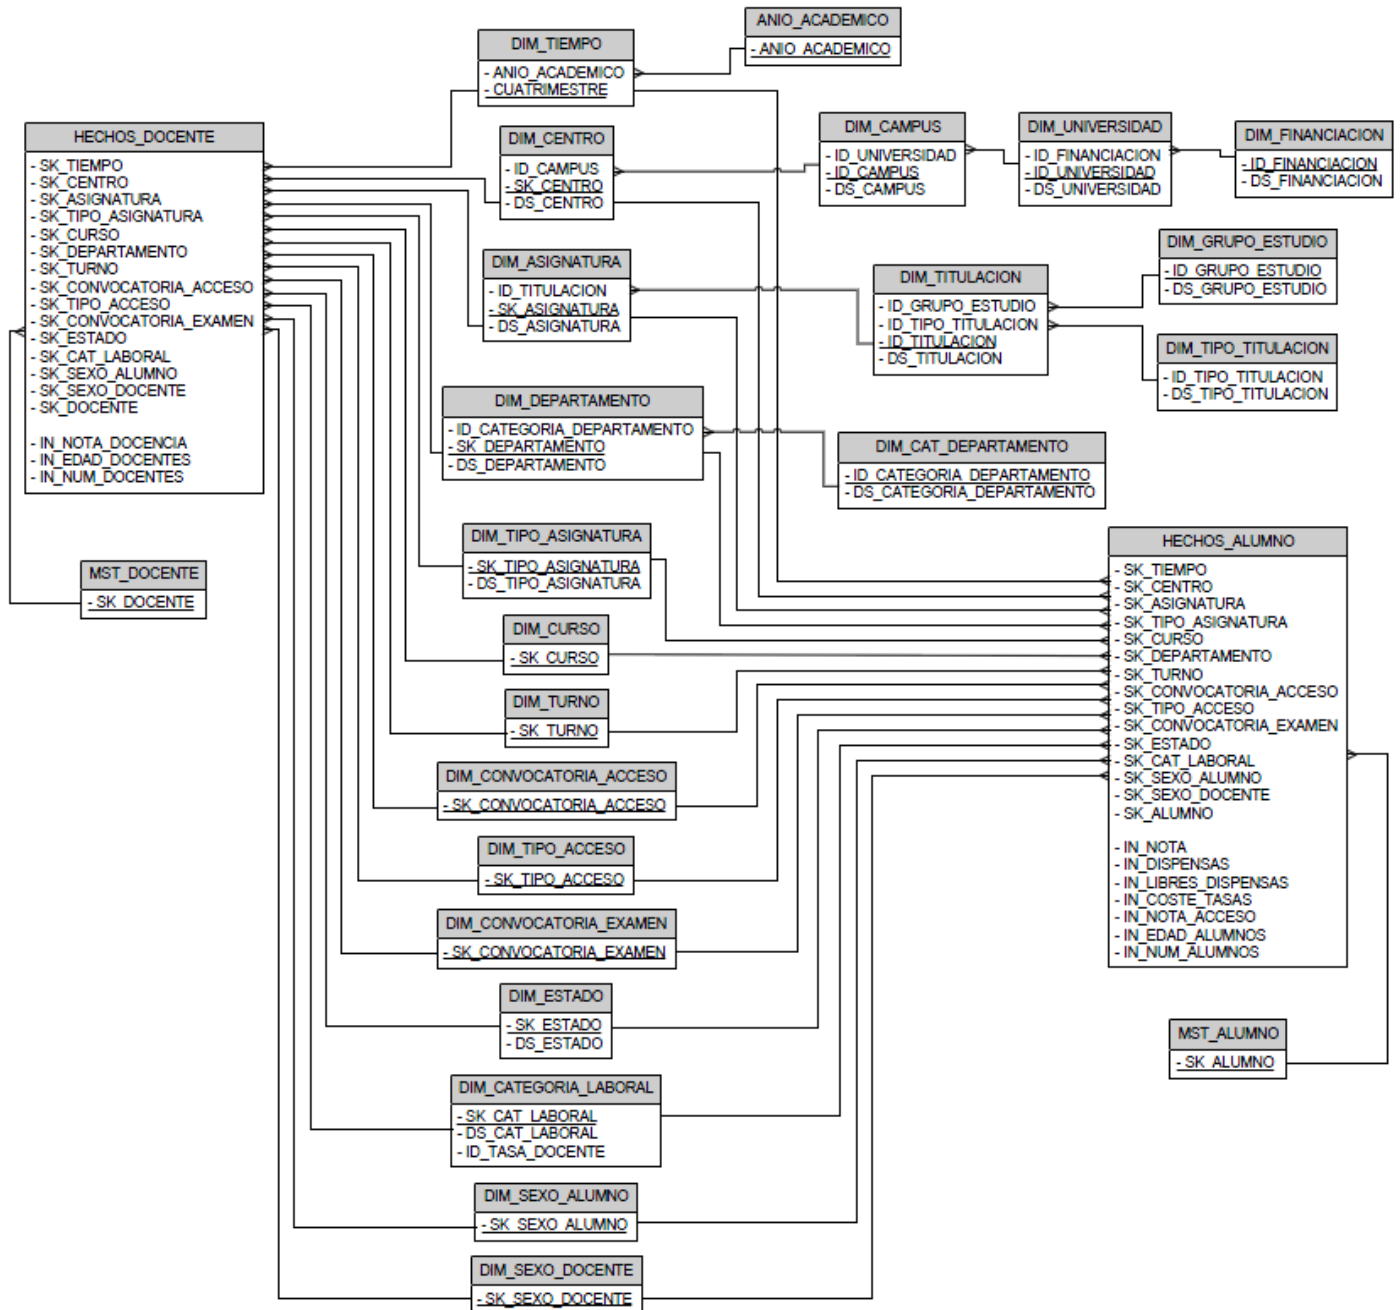 ANIO_ACADEMICO
- ANIO_ACADEMICO
DIM_TIEMPO
- ANIO_ACADEMICO
- CUATRIMESTRE
HECHOS_DOCENTE
- SK_TIEMPO
- SK_CENTRO
- SK_ASIGNATURA
- SK_TIPO_ASIGNATURA
- SK_CURSO
- SK_DEPARTAMENTO
- SK_TURNO
- SK_CONVOCATORIA_ACCESO
- SK_TIPO_ACCESO
- SK_CONVOCATORIA_EXAMEN
- SK_ESTADO
- SK_CAT_LABORAL
- SK_SEXO_ALUMNO
- SK_SEXO_DOCENTE
- SK_DOCENTE
- IN_NOTA_DOCENCIA
- IN_EDAD_DOCENTES
- IN_NUM_DOCENTES
DIM_CENTRO
- ID_CAMPUS
- SK_CENTRO
- DS_CENTRO
DIM_CAMPUS
- ID_UNIVERSIDAD
- ID_CAMPUS
- DS_CAMPUS
DIM_UNIVERSIDAD
- ID_FINANCIACION
- ID_UNIVERSIDAD
- DS_UNIVERSIDAD
DIM_FINANCIACION
- ID_FINANCIACION
- DS_FINANCIACION
DIM_ASIGNATURA
- ID_TITULACION
- SK_ASIGNATURA
- DS_ASIGNATURA
DIM_TITULACION
- ID_GRUPO_ESTUDIO
- ID_TIPO_TITULACION
- ID_TITULACION
- DS_TITULACION
DIM_GRUPO_ESTUDIO
- ID_GRUPO_ESTUDIO
- DS_GRUPO_ESTUDIO
DIM_TIPO_TITULACION
- ID_TIPO_TITULACION
- DS_TIPO_TITULACION
DIM_DEPARTAMENTO
- ID_CATEGORIA_DEPARTAMENTO
- SK_DEPARTAMENTO
- DS_DEPARTAMENTO
DIM_CAT_DEPARTAMENTO
- ID_CATEGORIA_DEPARTAMENTO
- DS_CATEGORIA_DEPARTAMENTO
DIM_TIPO_ASIGNATURA
- SK_TIPO_ASIGNATURA
- DS_TIPO_ASIGNATURA
MST_DOCENTE
- SK_DOCENTE
DIM_CURSO
- SK_CURSO
DIM_TURNO
- SK_TURNO
DIM_CONVOCATORIA_ACCESO
- SK_CONVOCATORIA_ACCESO
DIM_TIPO_ACCESO
- SK_TIPO_ACCESO
DIM_CONVOCATORIA_EXAMEN
- SK_CONVOCATORIA_EXAMEN
DIM_ESTADO
- SK_ESTADO
- DS_ESTADO
DIM_CATEGORIA_LABORAL
- SK_CAT_LABORAL
- DS_CAT_LABORAL
- ID_TASA_DOCENTE
DIM_SEXO_ALUMNO
- SK_SEXO_ALUMNO
DIM_SEXO_DOCENTE
- SK_SEXO_DOCENTE
HECHOS_ALUMNO
- SK_TIEMPO
- SK_CENTRO
- SK_ASIGNATURA
- SK_TIPO_ASIGNATURA
- SK_CURSO
- SK_DEPARTAMENTO
- SK_TURNO
- SK_CONVOCATORIA_ACCESO
- SK_TIPO_ACCESO
- SK_CONVOCATORIA_EXAMEN
- SK_ESTADO
- SK_CAT_LABORAL
- SK_SEXO_ALUMNO
- SK_SEXO_DOCENTE
- SK_ALUMNO
- IN_NOTA
- IN_DISPENSAS
- IN_LIBRES_DISPENSAS
- IN_COSTE_TASAS
- IN_NOTA_ACCESO
- IN_EDAD_ALUMNOS
- IN_NUM_ALUMNOS
MST_ALUMNO
- SK_ALUMNO